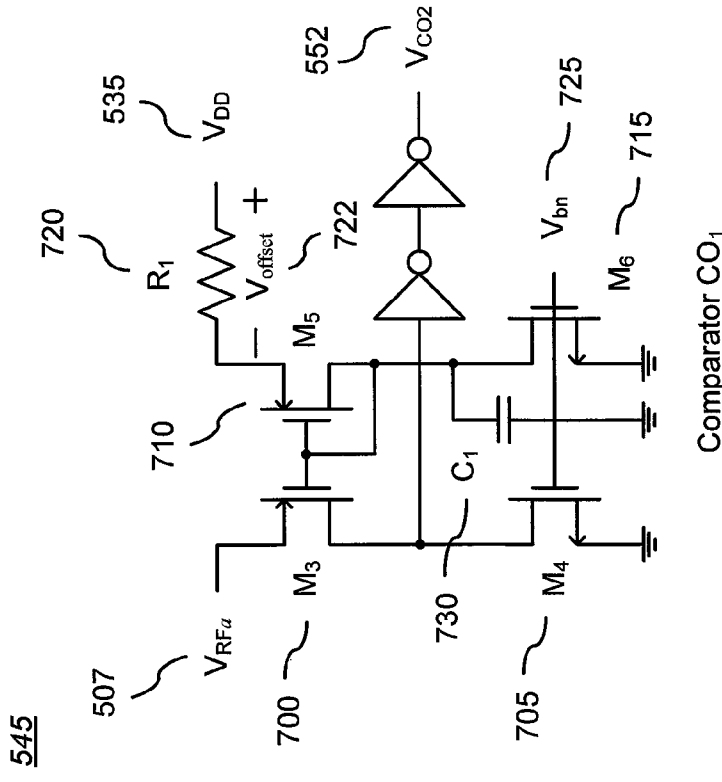 545
507
V_RFa
700
M3
705
M4
730
C1
710
M5
720
R1
Voffset
722
535
VDD
+
−
552
VCO2
Vbn
725
715
M6
Comparator CO1